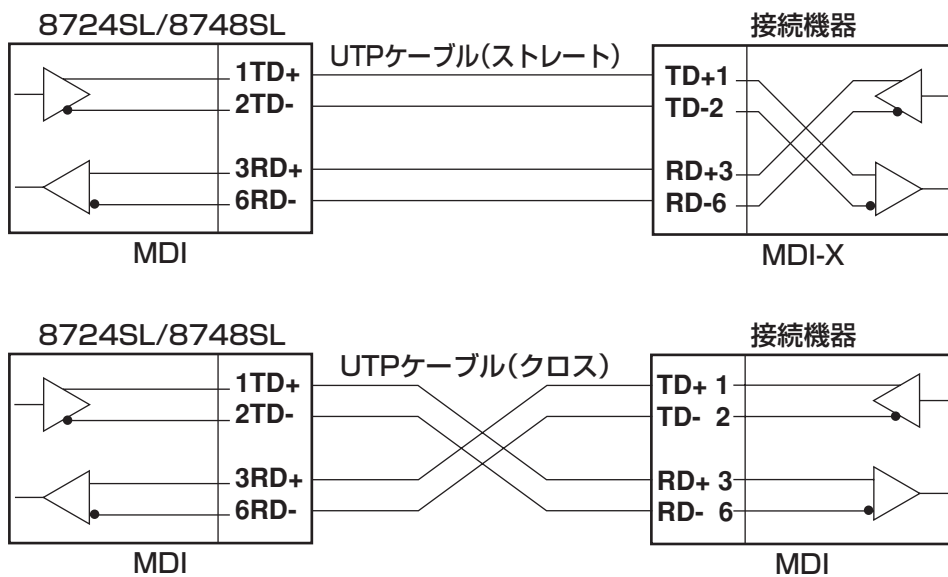 8724SL/8748SL
接続機器
UTPケーブル(ストレート)
1TD+
2TD-
3RD+
6RD-
TD+1
TD-2
RD+3
RD-6
MDI
MDI-X
8724SL/8748SL
接続機器
UTPケーブル(クロス)
1TD+
2TD-
3RD+
6RD-
TD+ 1
TD- 2
RD+ 3
RD- 6
MDI
MDI